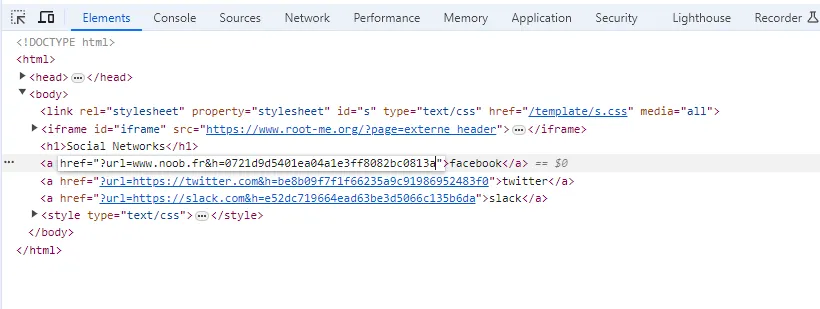 Elements Console Sources Network Performance Memory Application Security Lighthouse Recorder
<!DOCTYPE html>
<html>
<head> ⋯ </head>
<body>
<link rel="stylesheet" property="stylesheet" id="s" type="text/css" href="/template/s.css" media="all">
<iframe id="iframe" src="https://www.root-me.org/?page=externe_header"> ⋯ </iframe>
<h1>Social Networks</h1>
⋯ <a href="?url=www.noob.fr&h=0721d9d5401ea04a1e3ff8082bc0813a">facebook</a> == $0
<a href="?url=https://twitter.com&h=be8b09f7f1f66235a9c91986952483f0">twitter</a>
<a href="?url=https://slack.com&h=e52dc719664ead63be3d5066c135b6da">slack</a>
<style type="text/css"> ⋯ </style>
</body>
</html>